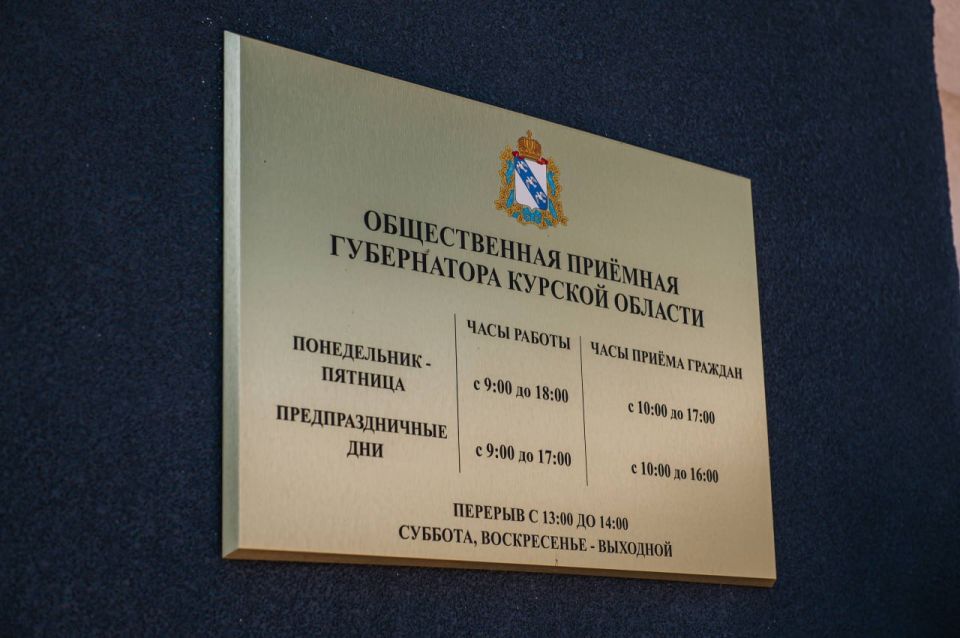 ОБЩЕСТВЕННАЯ ПРИЁМНАЯ
ГУБЕРНАТОРА КУРСКОЙ ОБЛАСТИ
ЧАСЫ РАБОТЫ
ЧАСЫ ПРИЁМА ГРАЖДАН
ПОНЕДЕЛЬНИК -
ПЯТНИЦА
с 9:00 до 18:00
с 10:00 до 17:00
ПРЕДПРАЗДНИЧНЫЕ
ДНИ
с 9:00 до 17:00
с 10:00 до 16:00
ПЕРЕРЫВ С 13:00 ДО 14:00
СУББОТА, ВОСКРЕСЕНЬЕ - ВЫХОДНОЙ